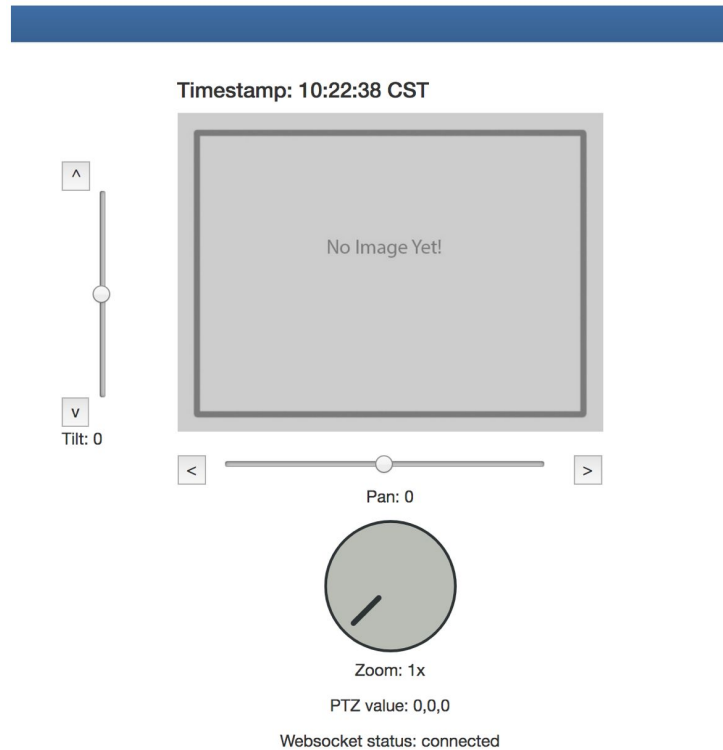 Timestamp: 10:22:38 CST
^
No Image Yet!
v
Tilt: 0
<
>
Pan: 0
Zoom: 1x
PTZ value: 0,0,0
Websocket status: connected